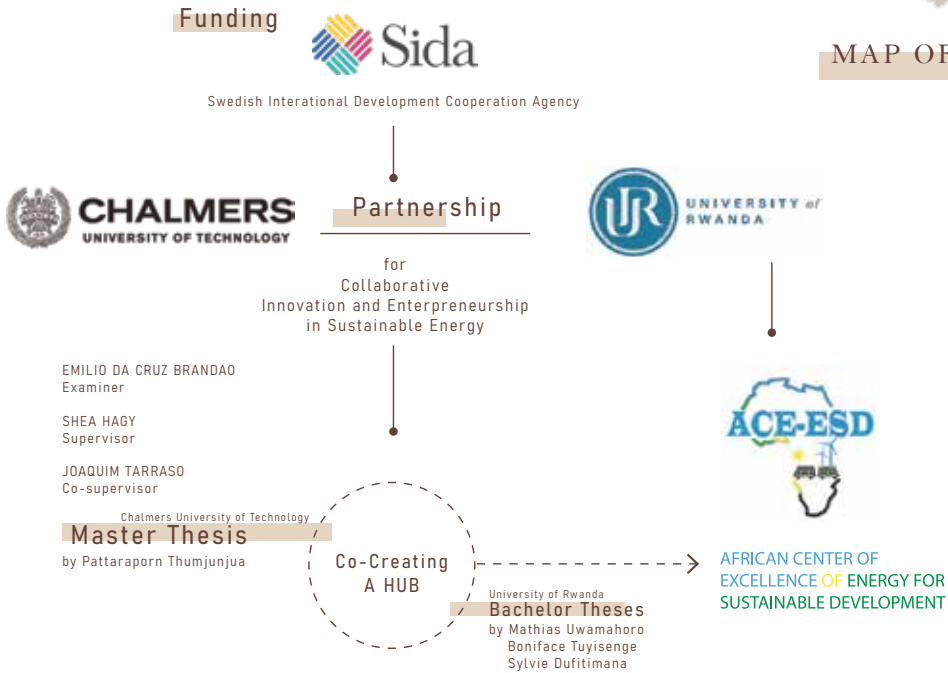 Funding
Sida
MAP OF
Swedish Interational Development Cooperation Agency
CHALMERS
UNIVERSITY OF TECHNOLOGY
Partnership
UR
UNIVERSITY of
RWANDA
for
Collaborative
Innovation and Enterpreneurship
in Sustainable Energy
EMILIO DA CRUZ BRANDAO
Examiner
SHEA HAGY
Supervisor
JOAQUIM TARRASO
Co-supervisor
ACE-ESD
Chalmers University of Technology
Master Thesis
by Pattaraporn Thumjunjua
Co-Creating
A HUB
AFRICAN CENTER OF
EXCELLENCE OF ENERGY FOR
SUSTAINABLE DEVELOPMENT
University of Rwanda
Bachelor Theses
by Mathias Uwamahoro
Boniface Tuyisenge
Sylvie Dufitimana